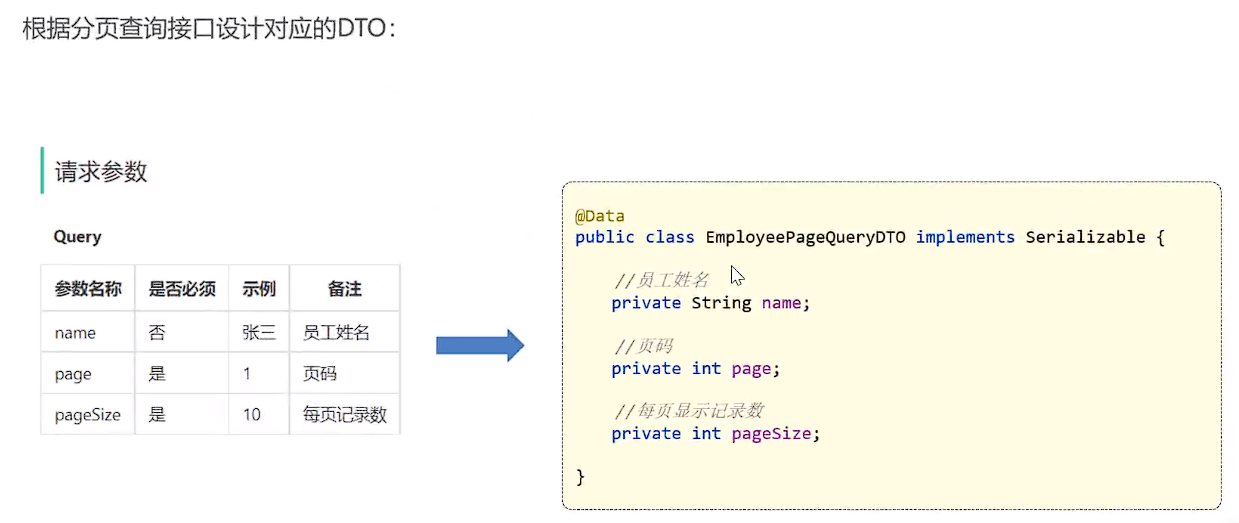 根据分页查询接口设计对应的DTO：
请求参数
Query
参数名称 是否必须 示例 备注
name 否 张三 员工姓名
page 是 1 页码
pageSize 是 10 每页记录数
@Data
public class EmployeePageQueryDTO implements Serializable {
//员工姓名
private String name;
//页码
private int page;
//每页显示记录数
private int pageSize;
}